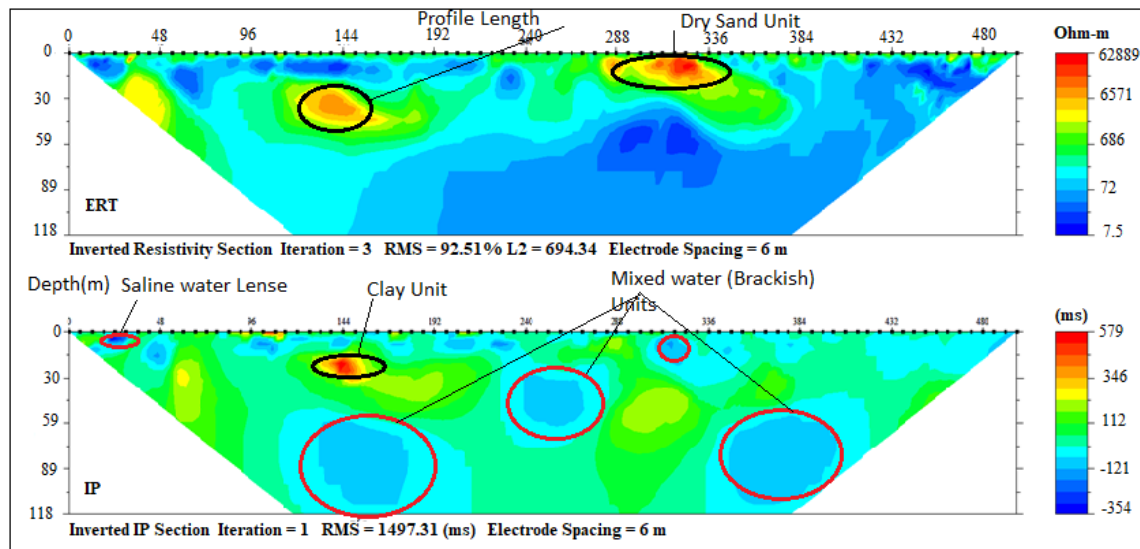 Profile Length
Dry Sand Unit
0 48 96 144 192 240 288 336 384 432 480
Ohm-m
0
30
59
89
118
62889
6571
686
72
7.5
ERT
Inverted Resistivity Section Iteration = 3 RMS = 92.51% L2 = 694.34 Electrode Spacing = 6 m
Depth(m)
Saline water Lense
Clay Unit
Mixed water (Brackish)
Units
0 48 96 144 192 240 288 336 384 432 480
(ms)
0
30
59
89
118
579
346
112
-121
-354
IP
Inverted IP Section Iteration = 1 RMS = 1497.31 (ms) Electrode Spacing = 6 m